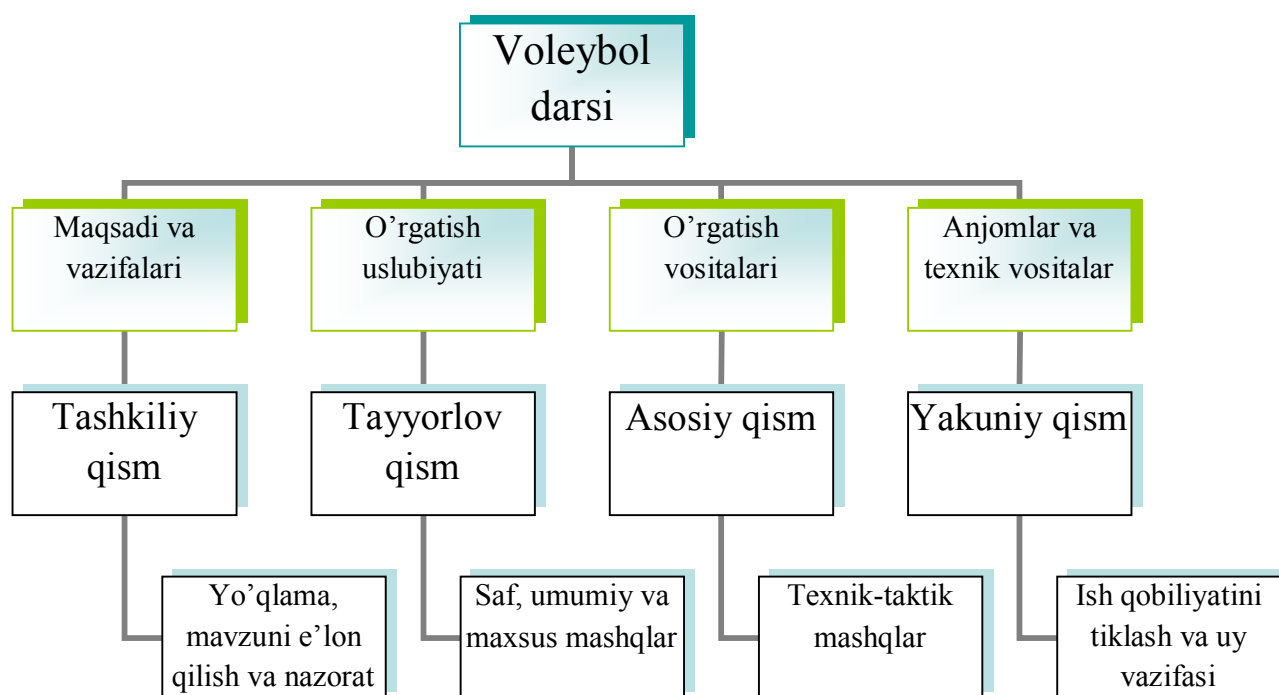 Voleybol
darsi
Maqsadi va
vazifalari
O’rgatish
uslubiyati
O’rgatish
vositalari
Anjomlar va
texnik vositalar
Tashkiliy
qism
Tayyorlov
qism
Asosiy qism
Yakuniy qism
Yo’qlama,
mavzuni e’lon
qilish va nazorat
Saf, umumiy va
maxsus mashqlar
Texnik-taktik
mashqlar
Ish qobiliyatini
tiklash va uy
vazifasi